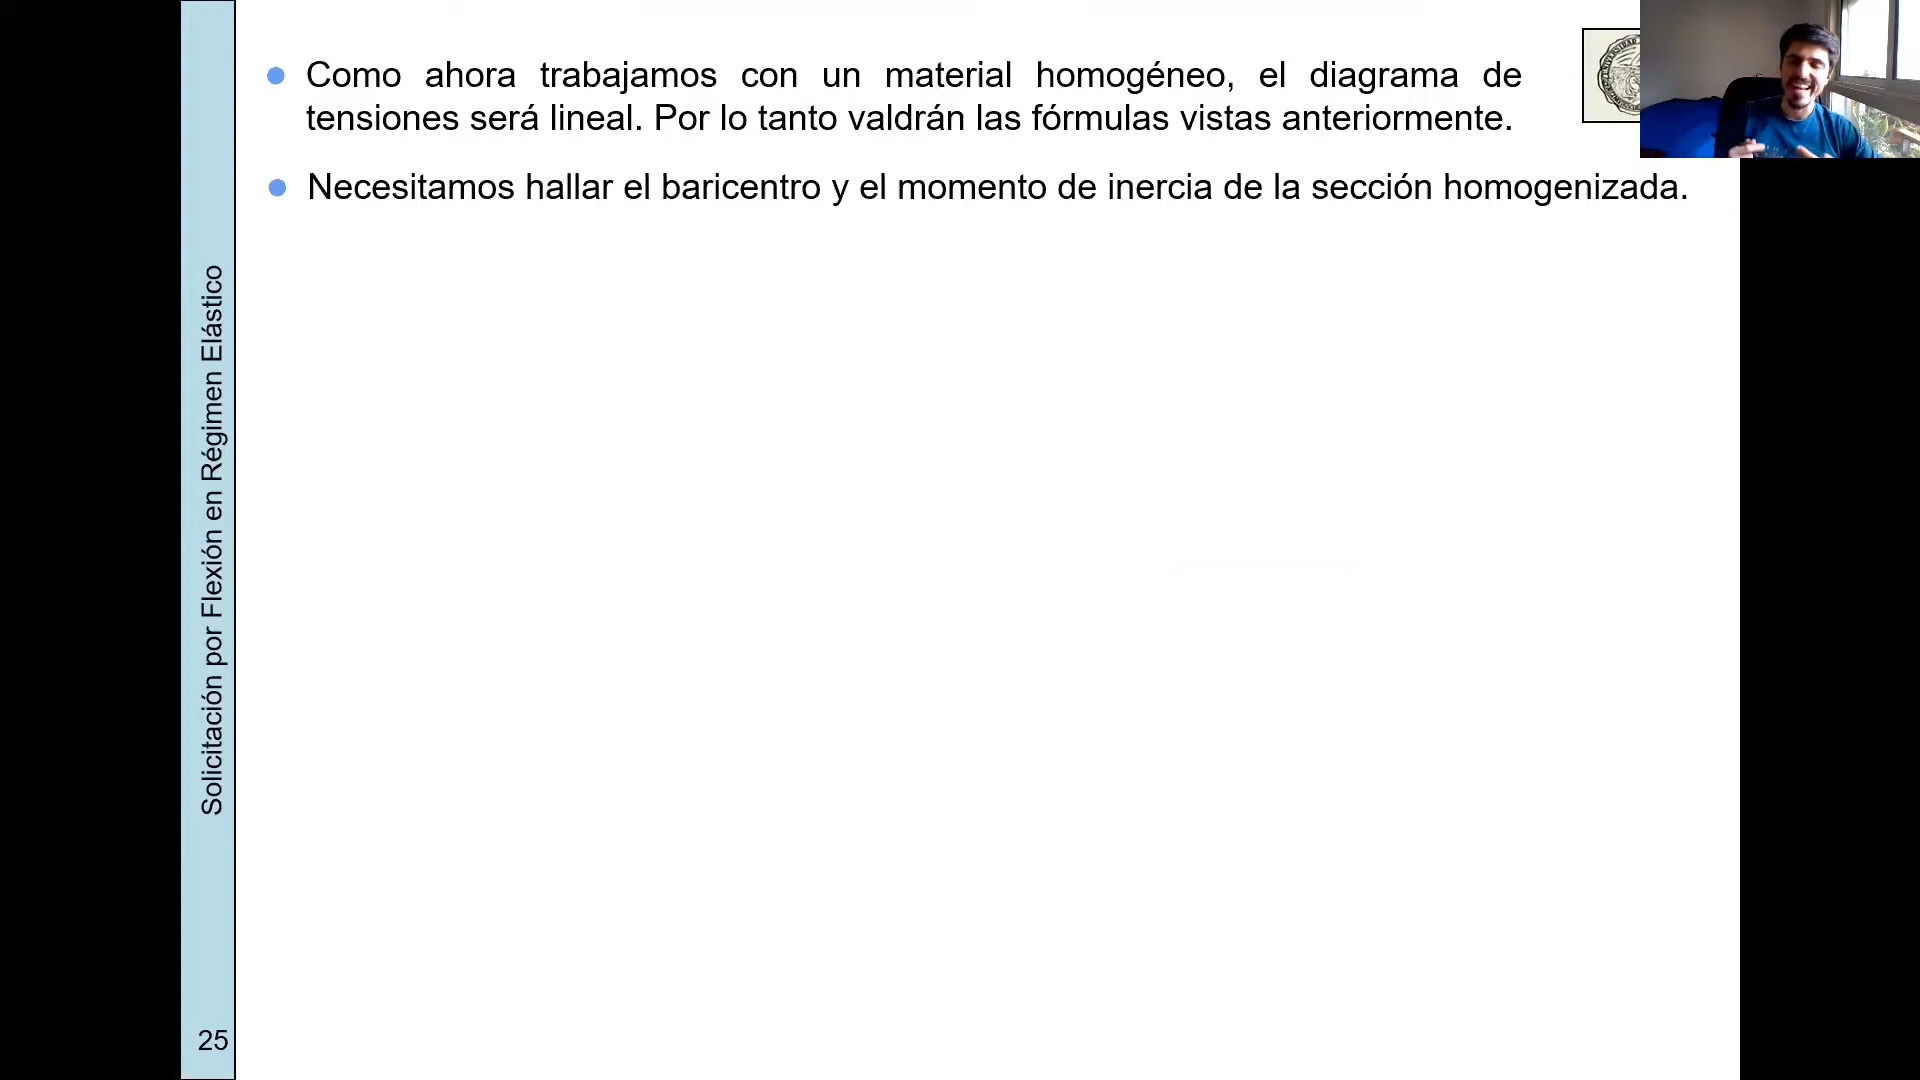 Como ahora trabajamos con un material homogéneo, el diagrama de
tensiones será lineal. Por lo tanto valdrán las fórmulas vistas anteriormente.
Necesitamos hallar el baricentro y el momento de inercia de la sección homogenizada.
Solicitación por Flexión en Régimen Elástico
25